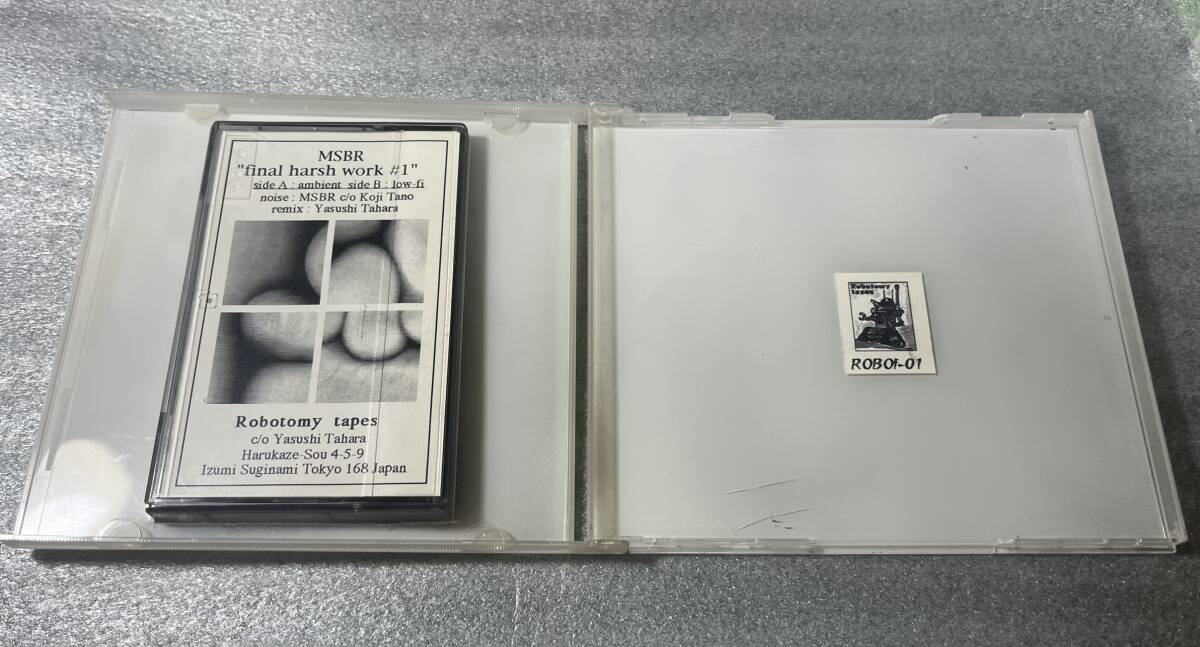 MSBR
"final harsh work #1"
side A : ambient side B : low-fi
noise : MSBR c/o Koji Tano
remix : Yasushi Tahara
Robotomy tapes
c/o Yasushi Tahara
Harukaze-Sou 4-5-9
Izumi Suginami Tokyo 168 Japan
Robotomy
tapes
ROBOt-01